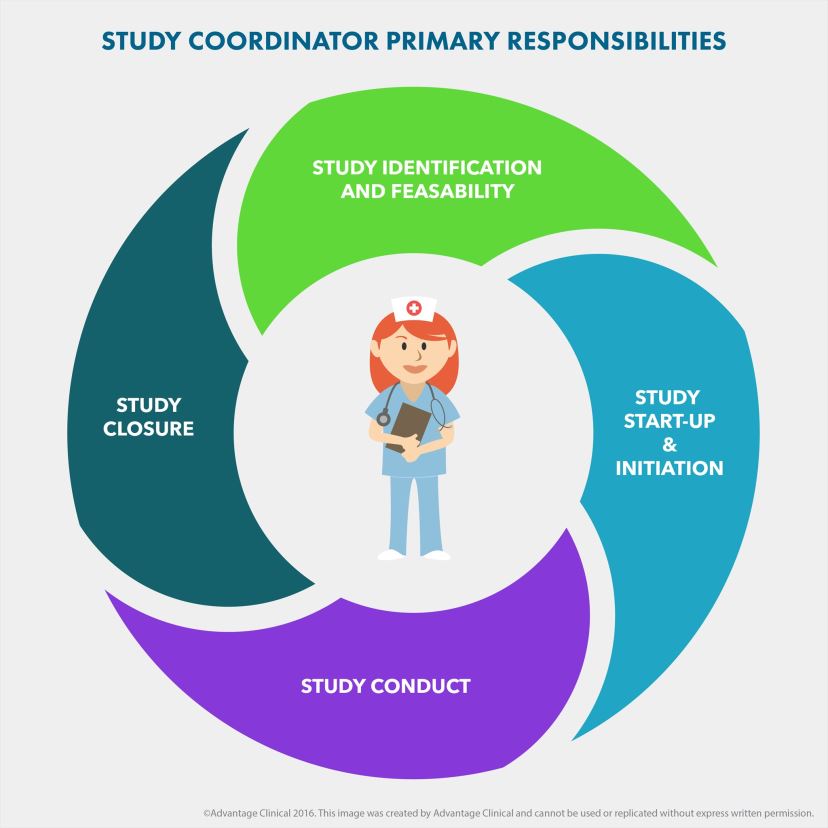 STUDY COORDINATOR PRIMARY RESPONSIBILITIES
STUDY IDENTIFICATION
AND FEASABILITY
STUDY
START-UP
&
INITIATION
STUDY
CLOSURE
STUDY CONDUCT
©Advantage Clinical 2016. This image was created by Advantage Clinical and cannot be used or replicated without express written permission.